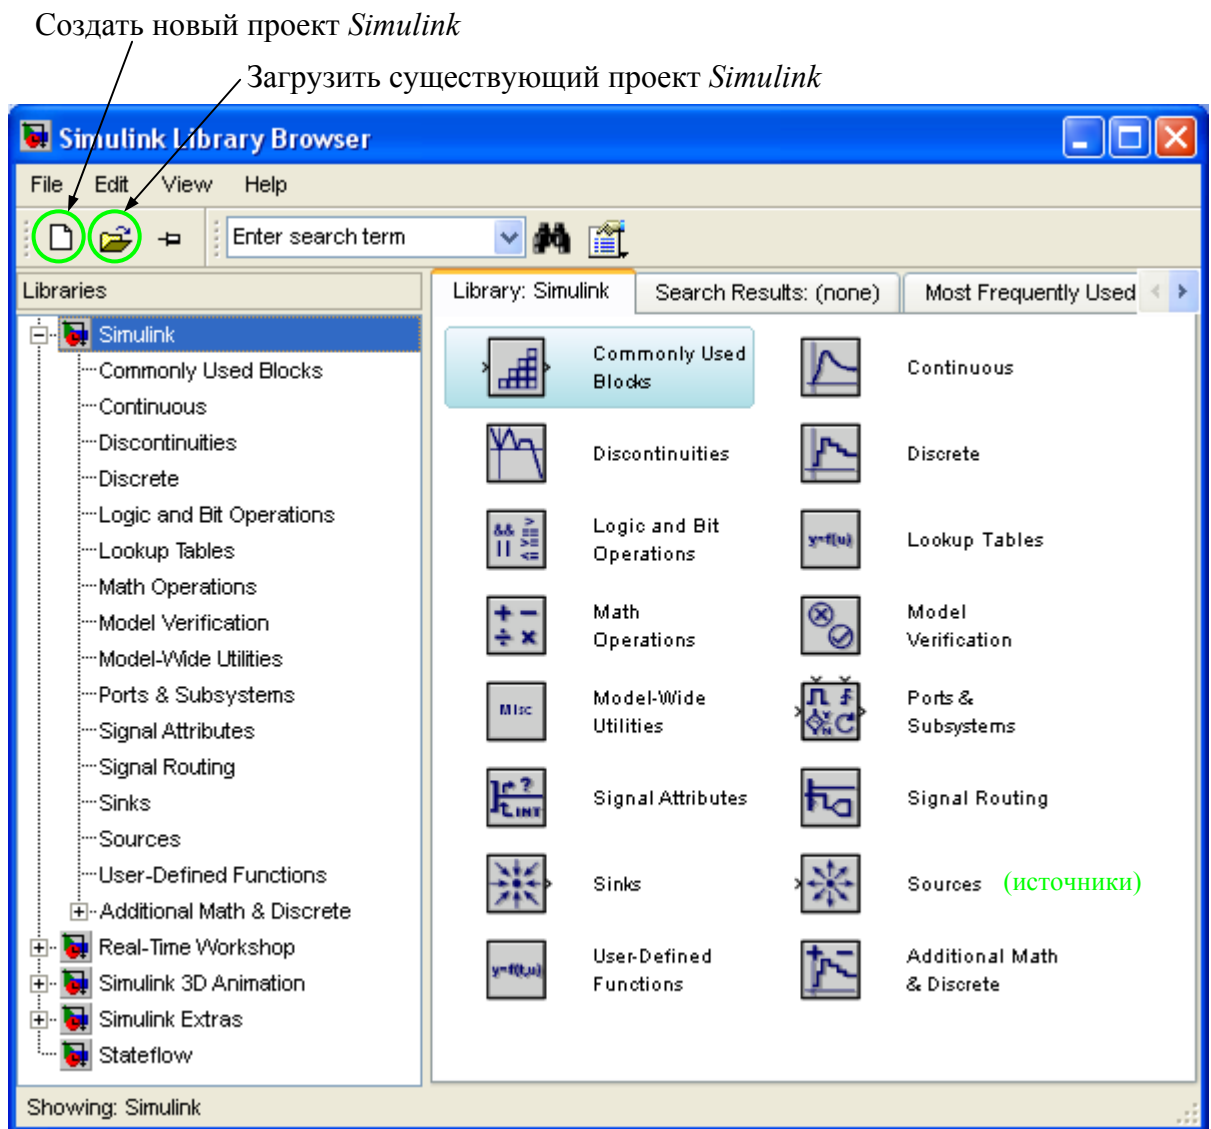 Создать новый проект Simulink
Загрузить существующий проект Simulink
Simulink Library Browser
File Edit View Help
Enter search term
Libraries
Library: Simulink Search Results: (none) Most Frequently Used
Simulink
Commonly Used Blocks
Continuous
Discontinuities
Discrete
Logic and Bit Operations
Lookup Tables
Math Operations
Model Verification
Model-Wide Utilities
Ports & Subsystems
Signal Attributes
Signal Routing
Sinks
Sources
User-Defined Functions
Additional Math & Discrete
Real-Time Workshop
Simulink 3D Animation
Simulink Extras
Stateflow
Commonly Used
Blocks
Continuous
Discontinuities
Discrete
&& > == || >= <=
Logic and Bit
Operations
y=f(u)
Lookup Tables
+ − ÷ ×
Math
Operations
Model
Verification
Misc
Model-Wide
Utilities
Y N
Ports &
Subsystems
? INT
Signal Attributes
Signal Routing
Sinks
Sources (источники)
y=f(t,u)
User-Defined
Functions
+ −
Additional Math
& Discrete
Showing: Simulink